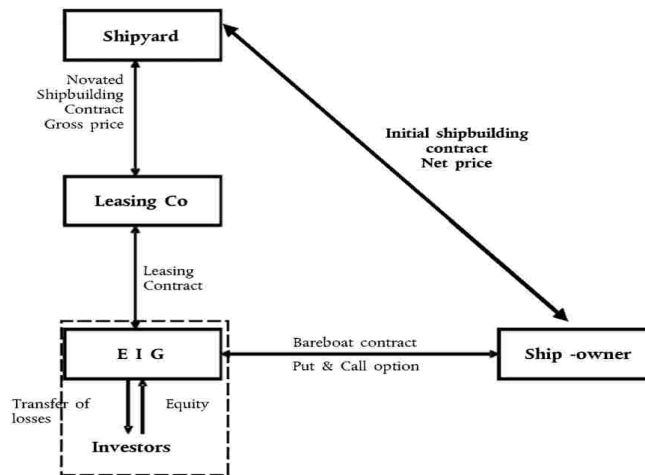 Shipyard
Novated
Shipbuilding
Contract
Gross price
Initial shipbuilding
contract
Net price
Leasing Co
Leasing
Contract
E I G
Bareboat contract
Put & Call option
Ship -owner
Transfer of
losses
Equity
Investors